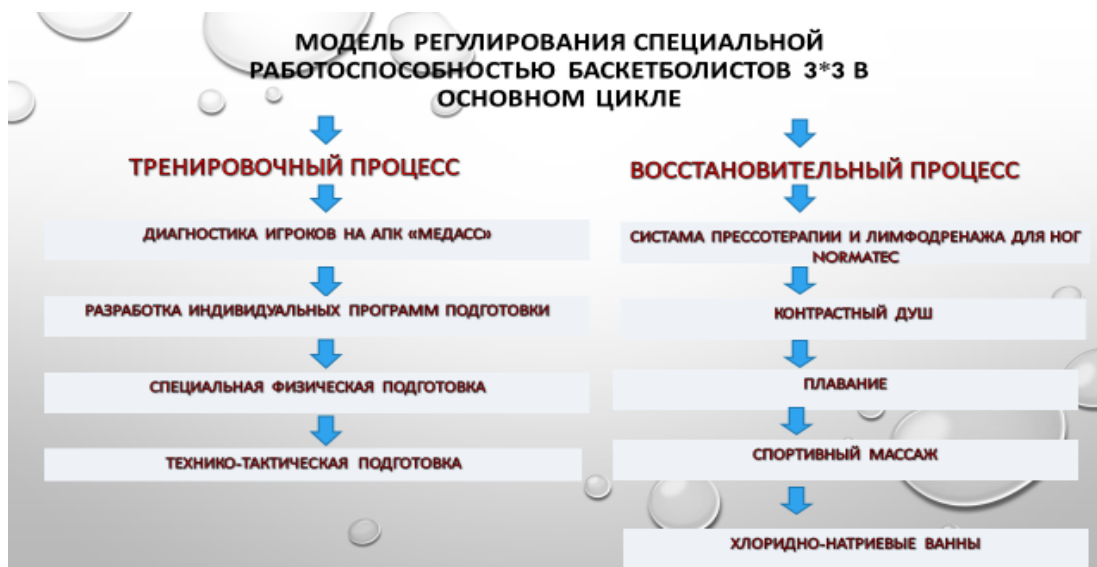 МОДЕЛЬ РЕГУЛИРОВАНИЯ СПЕЦИАЛЬНОЙ
РАБОТОСПОСОБНОСТЬЮ БАСКЕТБОЛИСТОВ 3*3 В
ОСНОВНОМ ЦИКЛЕ
ТРЕНИРОВОЧНЫЙ ПРОЦЕСС
ДИАГНОСТИКА ИГРОКОВ НА АПК «МЕДАСС»
РАЗРАБОТКА ИНДИВИДУАЛЬНЫХ ПРОГРАММ ПОДГОТОВКИ
СПЕЦИАЛЬНАЯ ФИЗИЧЕСКАЯ ПОДГОТОВКА
ТЕХНИКО-ТАКТИЧЕСКАЯ ПОДГОТОВКА
ВОССТАНОВИТЕЛЬНЫЙ ПРОЦЕСС
СИСТАМА ПРЕССОТЕРАПИИ И ЛИМФОДРЕНАЖА ДЛЯ НОГ
NORMATEC
КОНТРАСТНЫЙ ДУШ
ПЛАВАНИЕ
СПОРТИВНЫЙ МАССАЖ
ХЛОРИДНО-НАТРИЕВЫЕ ВАННЫ